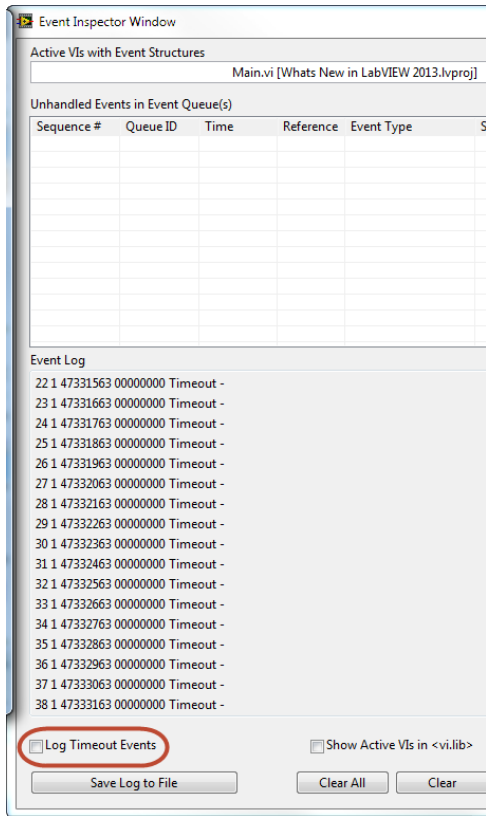 Event Inspector Window
Active VIs with Event Structures
Main.vi [Whats New in LabVIEW 2013.lvproj]
Unhandled Events in Event Queue(s)
Sequence # Queue ID Time Reference Event Type S
Event Log
22 1 47331563 00000000 Timeout -
23 1 47331663 00000000 Timeout -
24 1 47331763 00000000 Timeout -
25 1 47331863 00000000 Timeout -
26 1 47331963 00000000 Timeout -
27 1 47332063 00000000 Timeout -
28 1 47332163 00000000 Timeout -
29 1 47332263 00000000 Timeout -
30 1 47332363 00000000 Timeout -
31 1 47332463 00000000 Timeout -
32 1 47332563 00000000 Timeout -
33 1 47332663 00000000 Timeout -
34 1 47332763 00000000 Timeout -
35 1 47332863 00000000 Timeout -
36 1 47332963 00000000 Timeout -
37 1 47333063 00000000 Timeout -
38 1 47333163 00000000 Timeout -
Log Timeout Events Show Active VIs in <vi.lib>
Save Log to File Clear All Clear